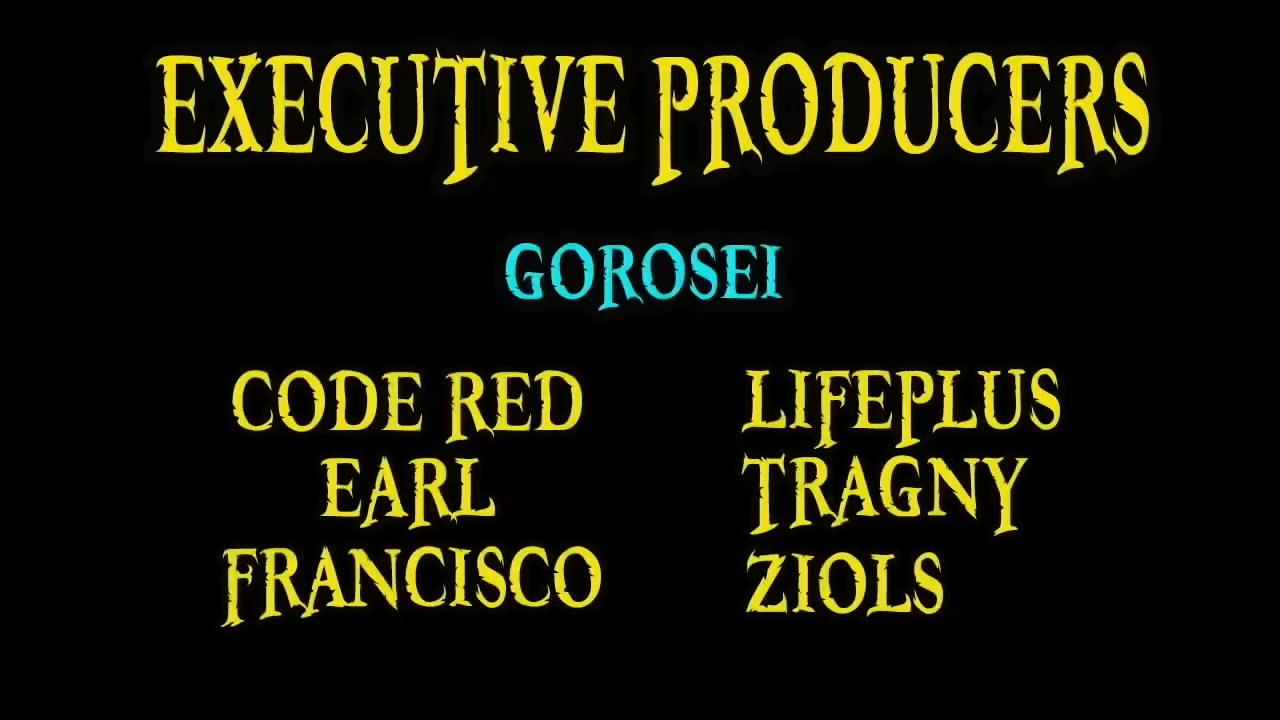 EXECUTIVE PRODUCERS
GOROSEI
CODE RED
EARL
FRANCISCO
LIFEPLUS
TRAGNY
ZIOLS